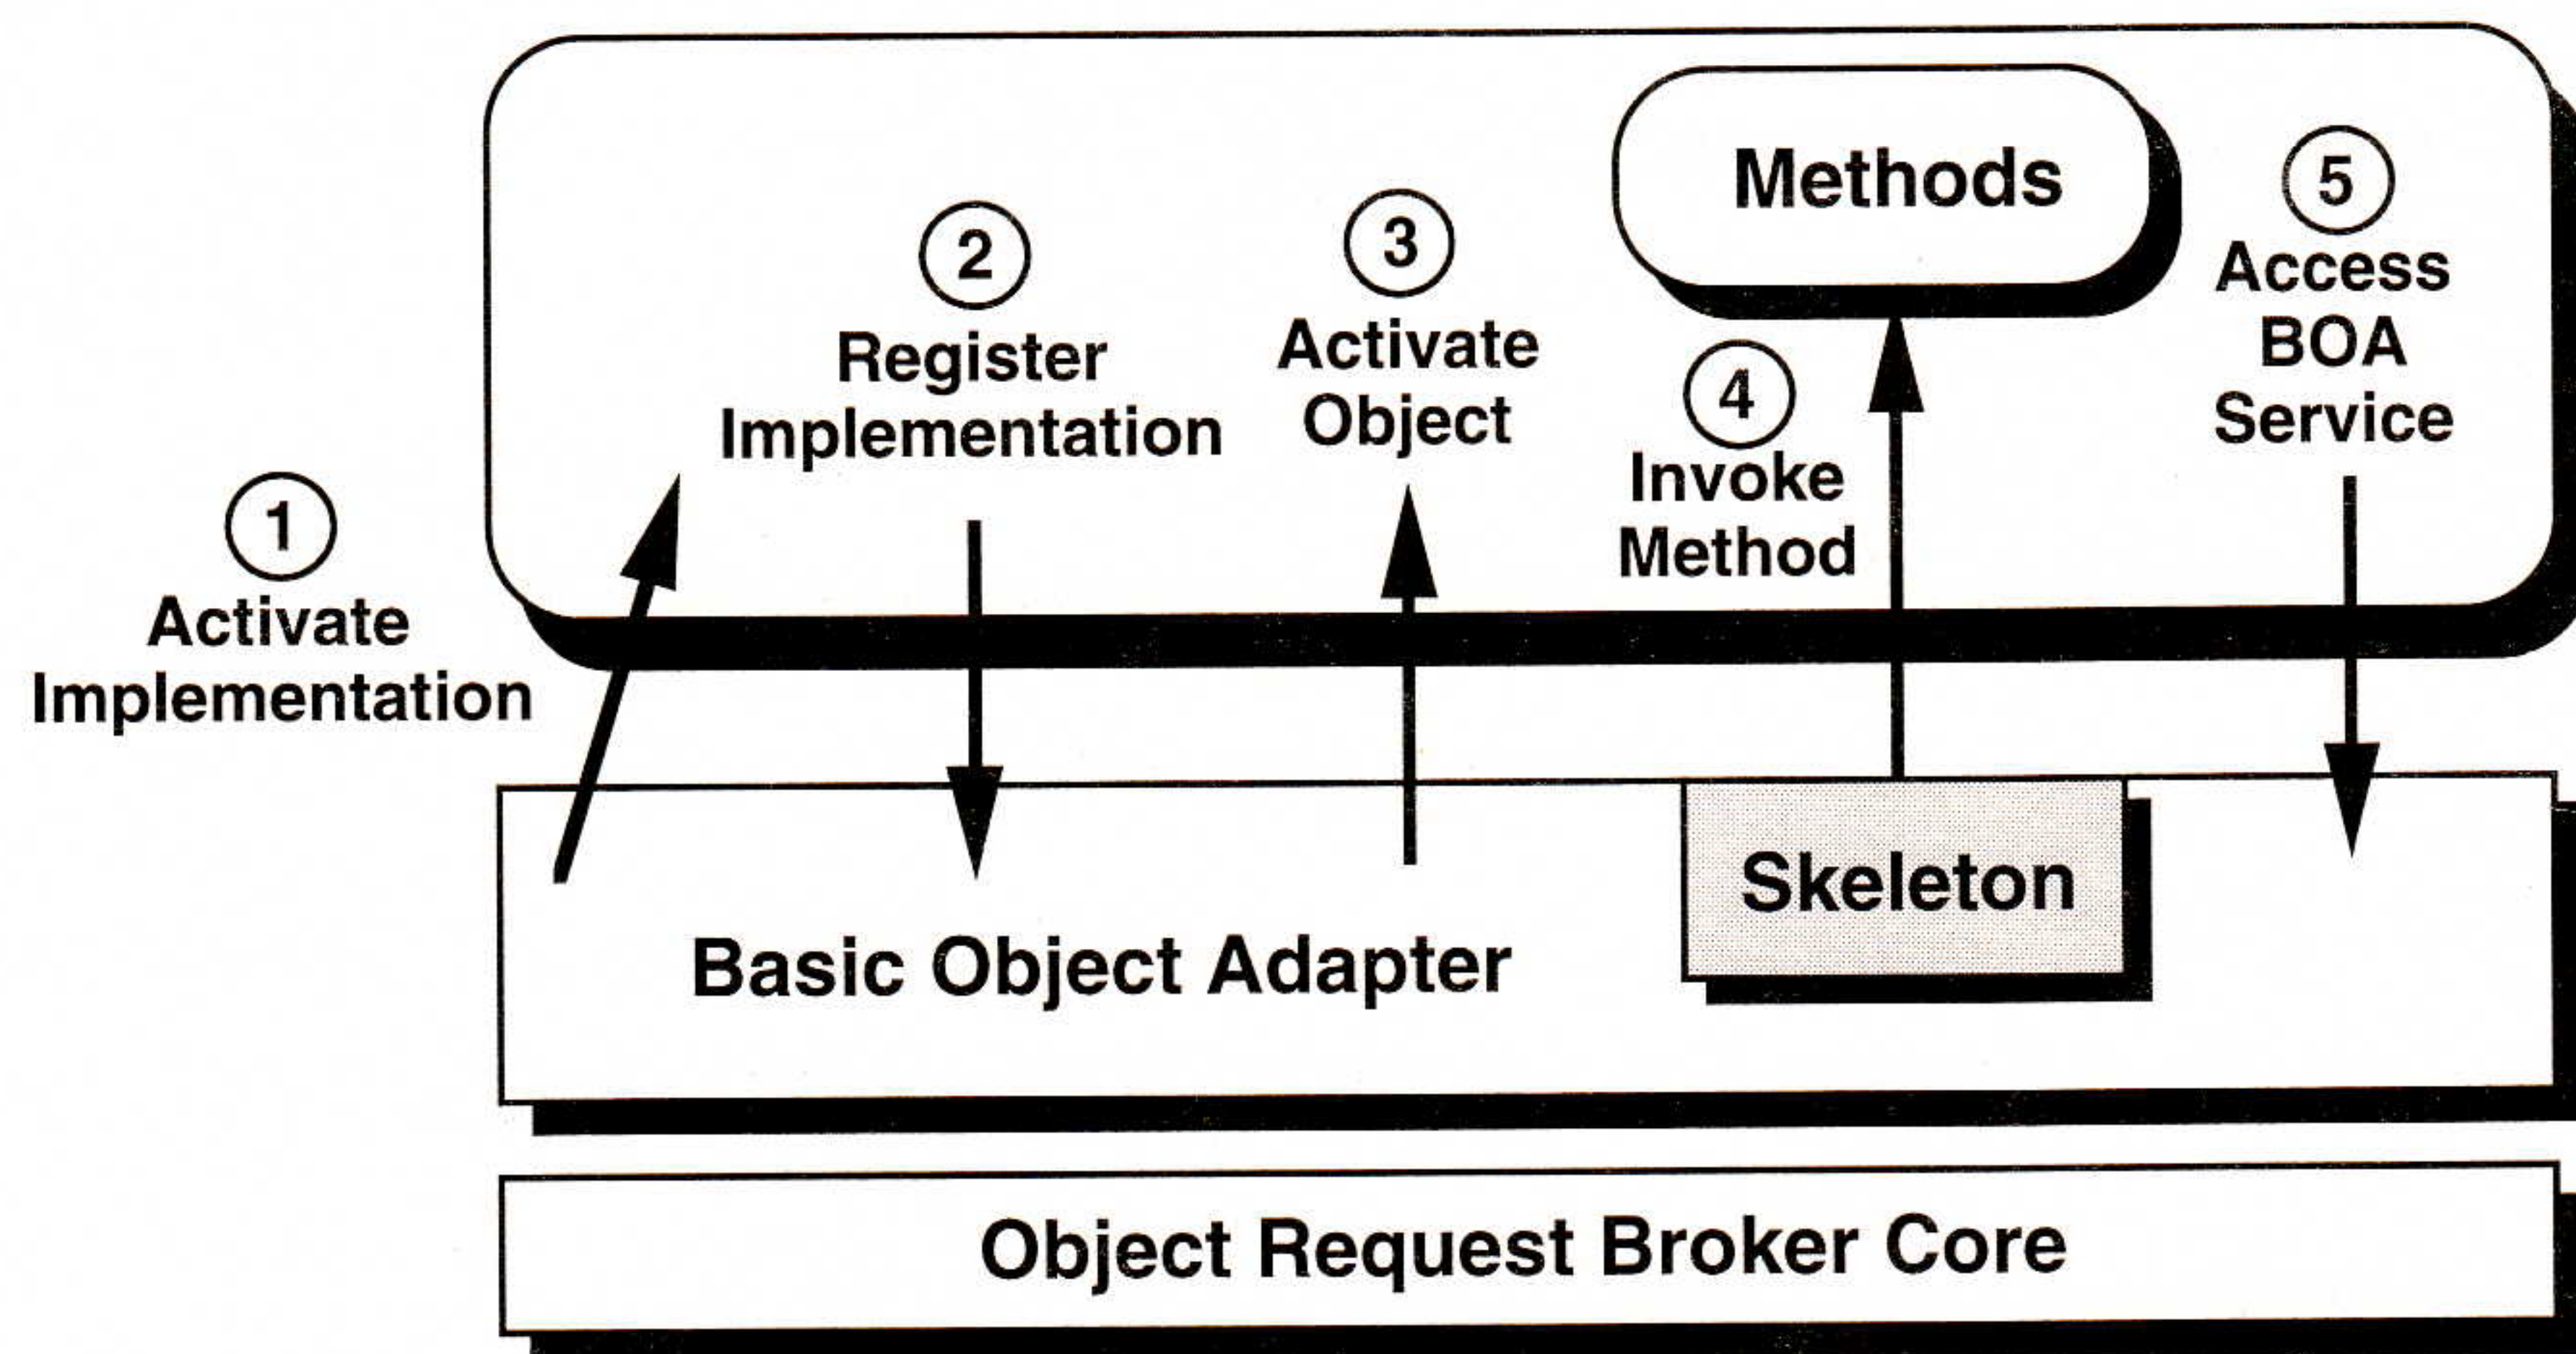 Methods
5
Access
BOA
Service
2
Register
Implementation
3
Activate
Object
4
Invoke
Method
1
Activate
Implementation
Skeleton
Basic Object Adapter
Object Request Broker Core